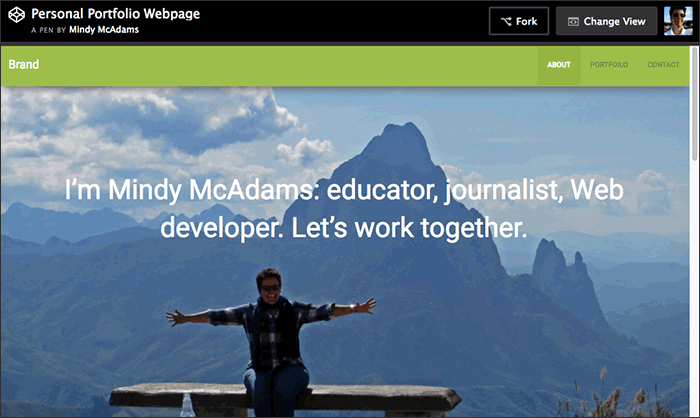 Personal Portfolio Webpage
A PEN BY Mindy McAdams
Fork
Change View
Brand
ABOUT
PORTFOILO
CONTACT
I'm Mindy McAdams: educator, journalist, Web
developer. Let's work together.